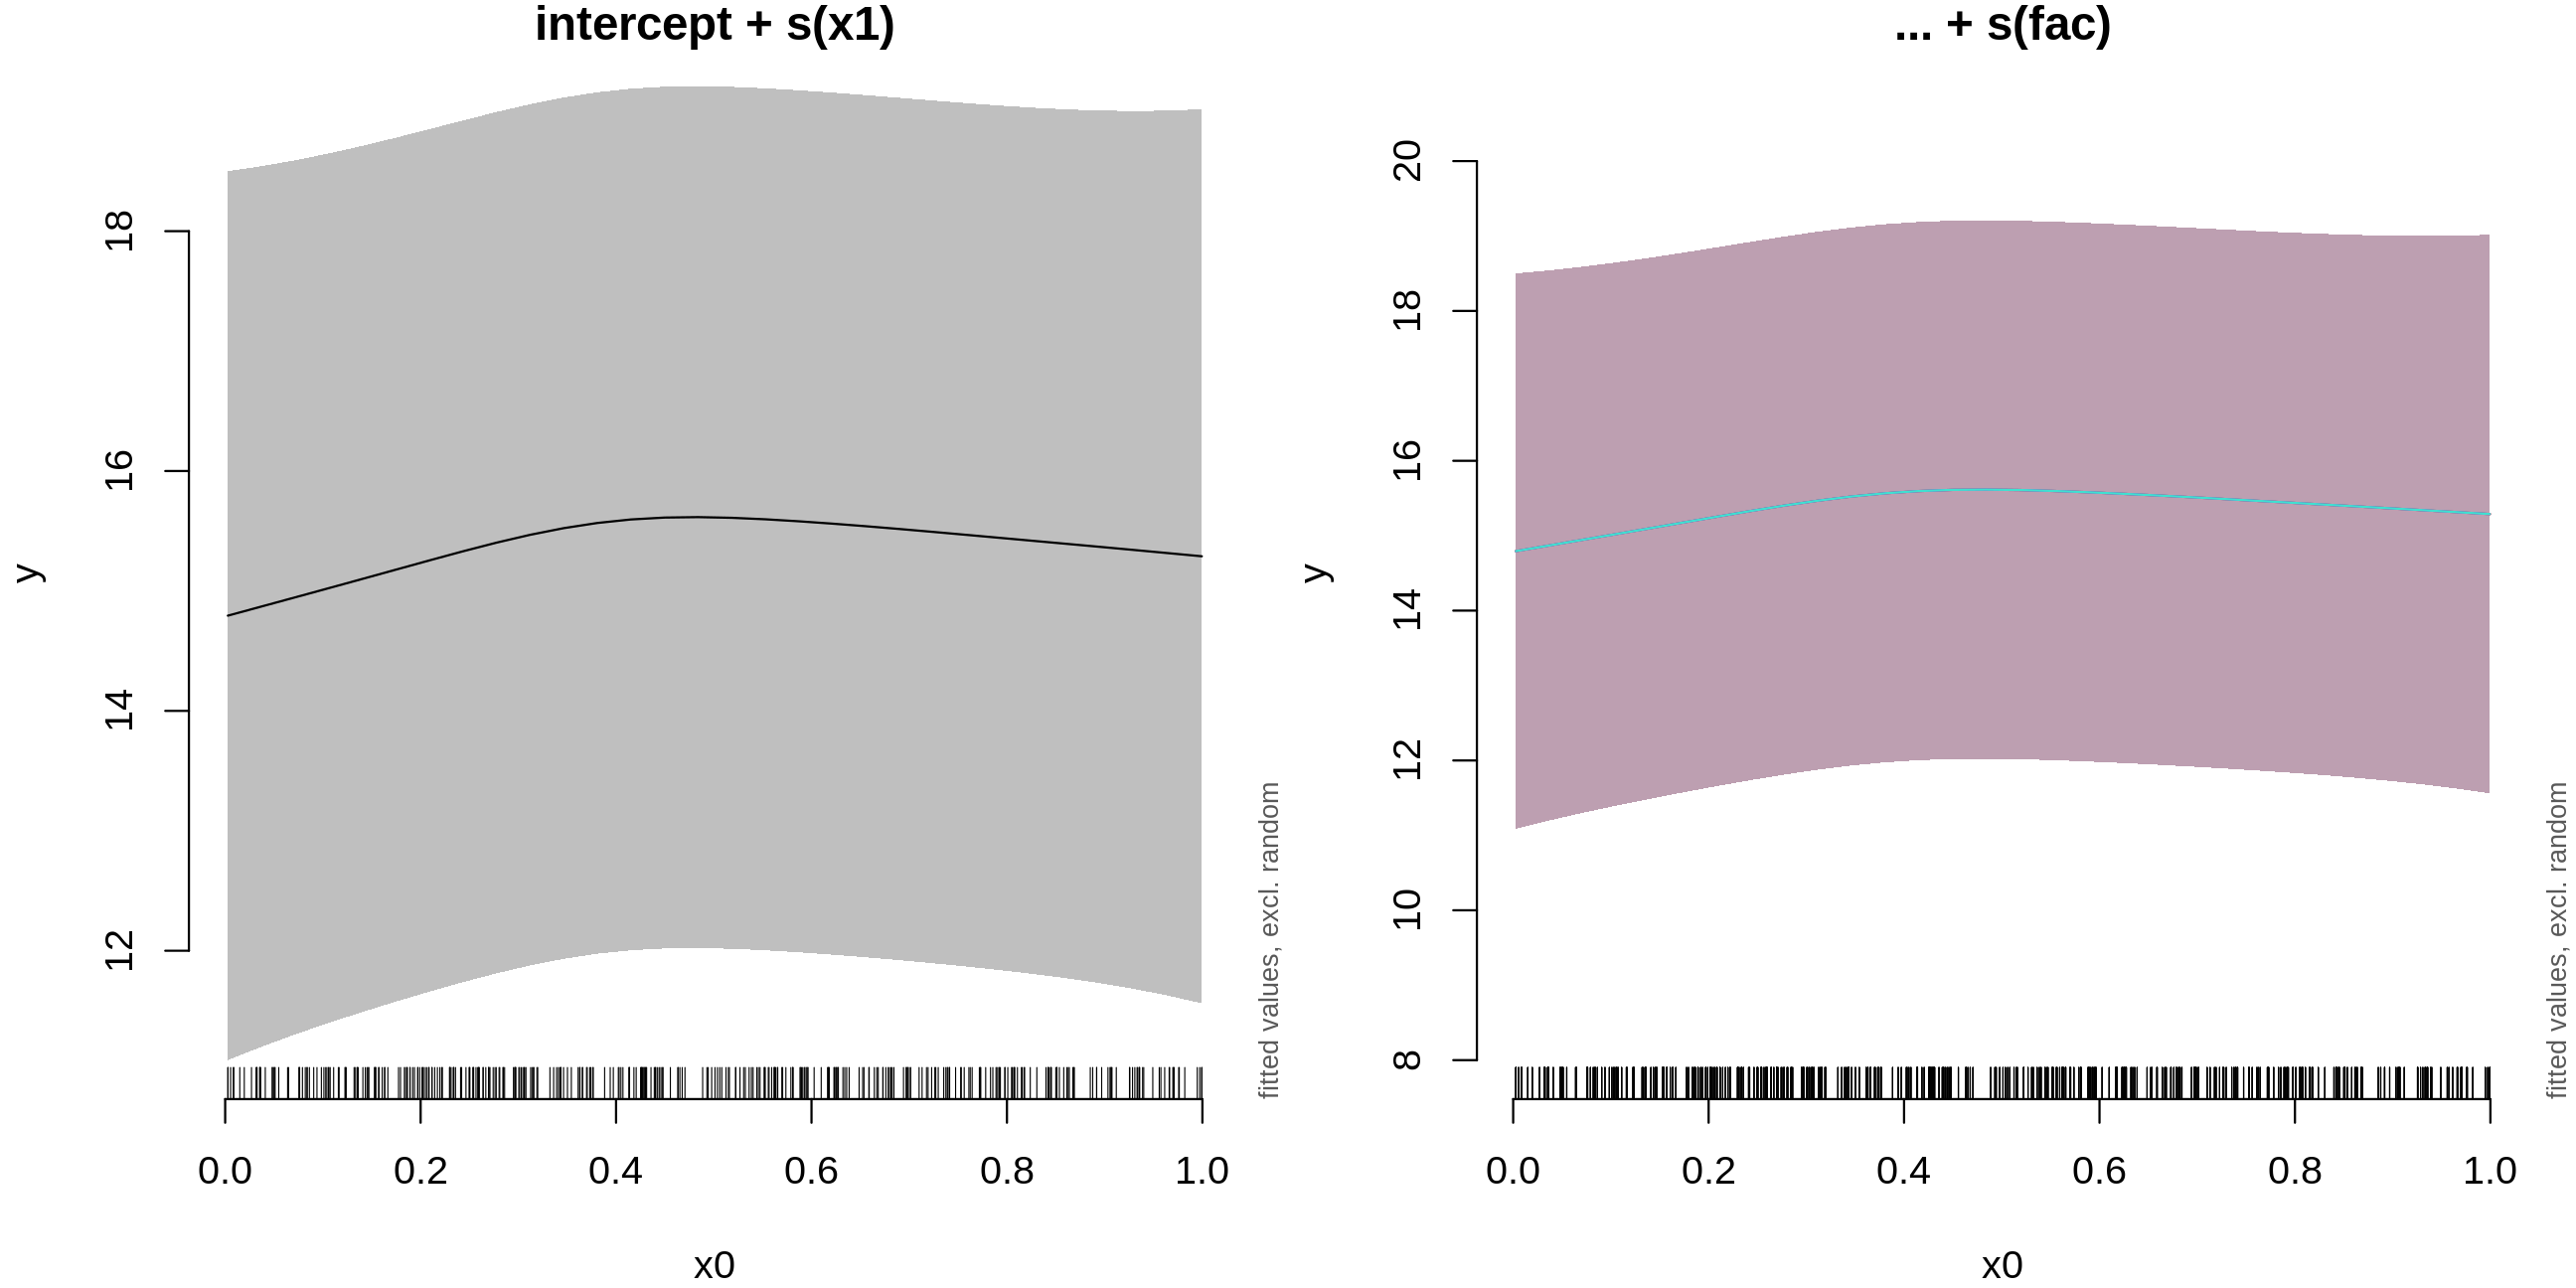 intercept + s(x1)
y
18
16
14
12
0.0 0.2 0.4 0.6 0.8 1.0
x0
fitted values, excl. random
... + s(fac)
y
20
18
16
14
12
10
8
0.0 0.2 0.4 0.6 0.8 1.0
x0
fitted values, excl. random